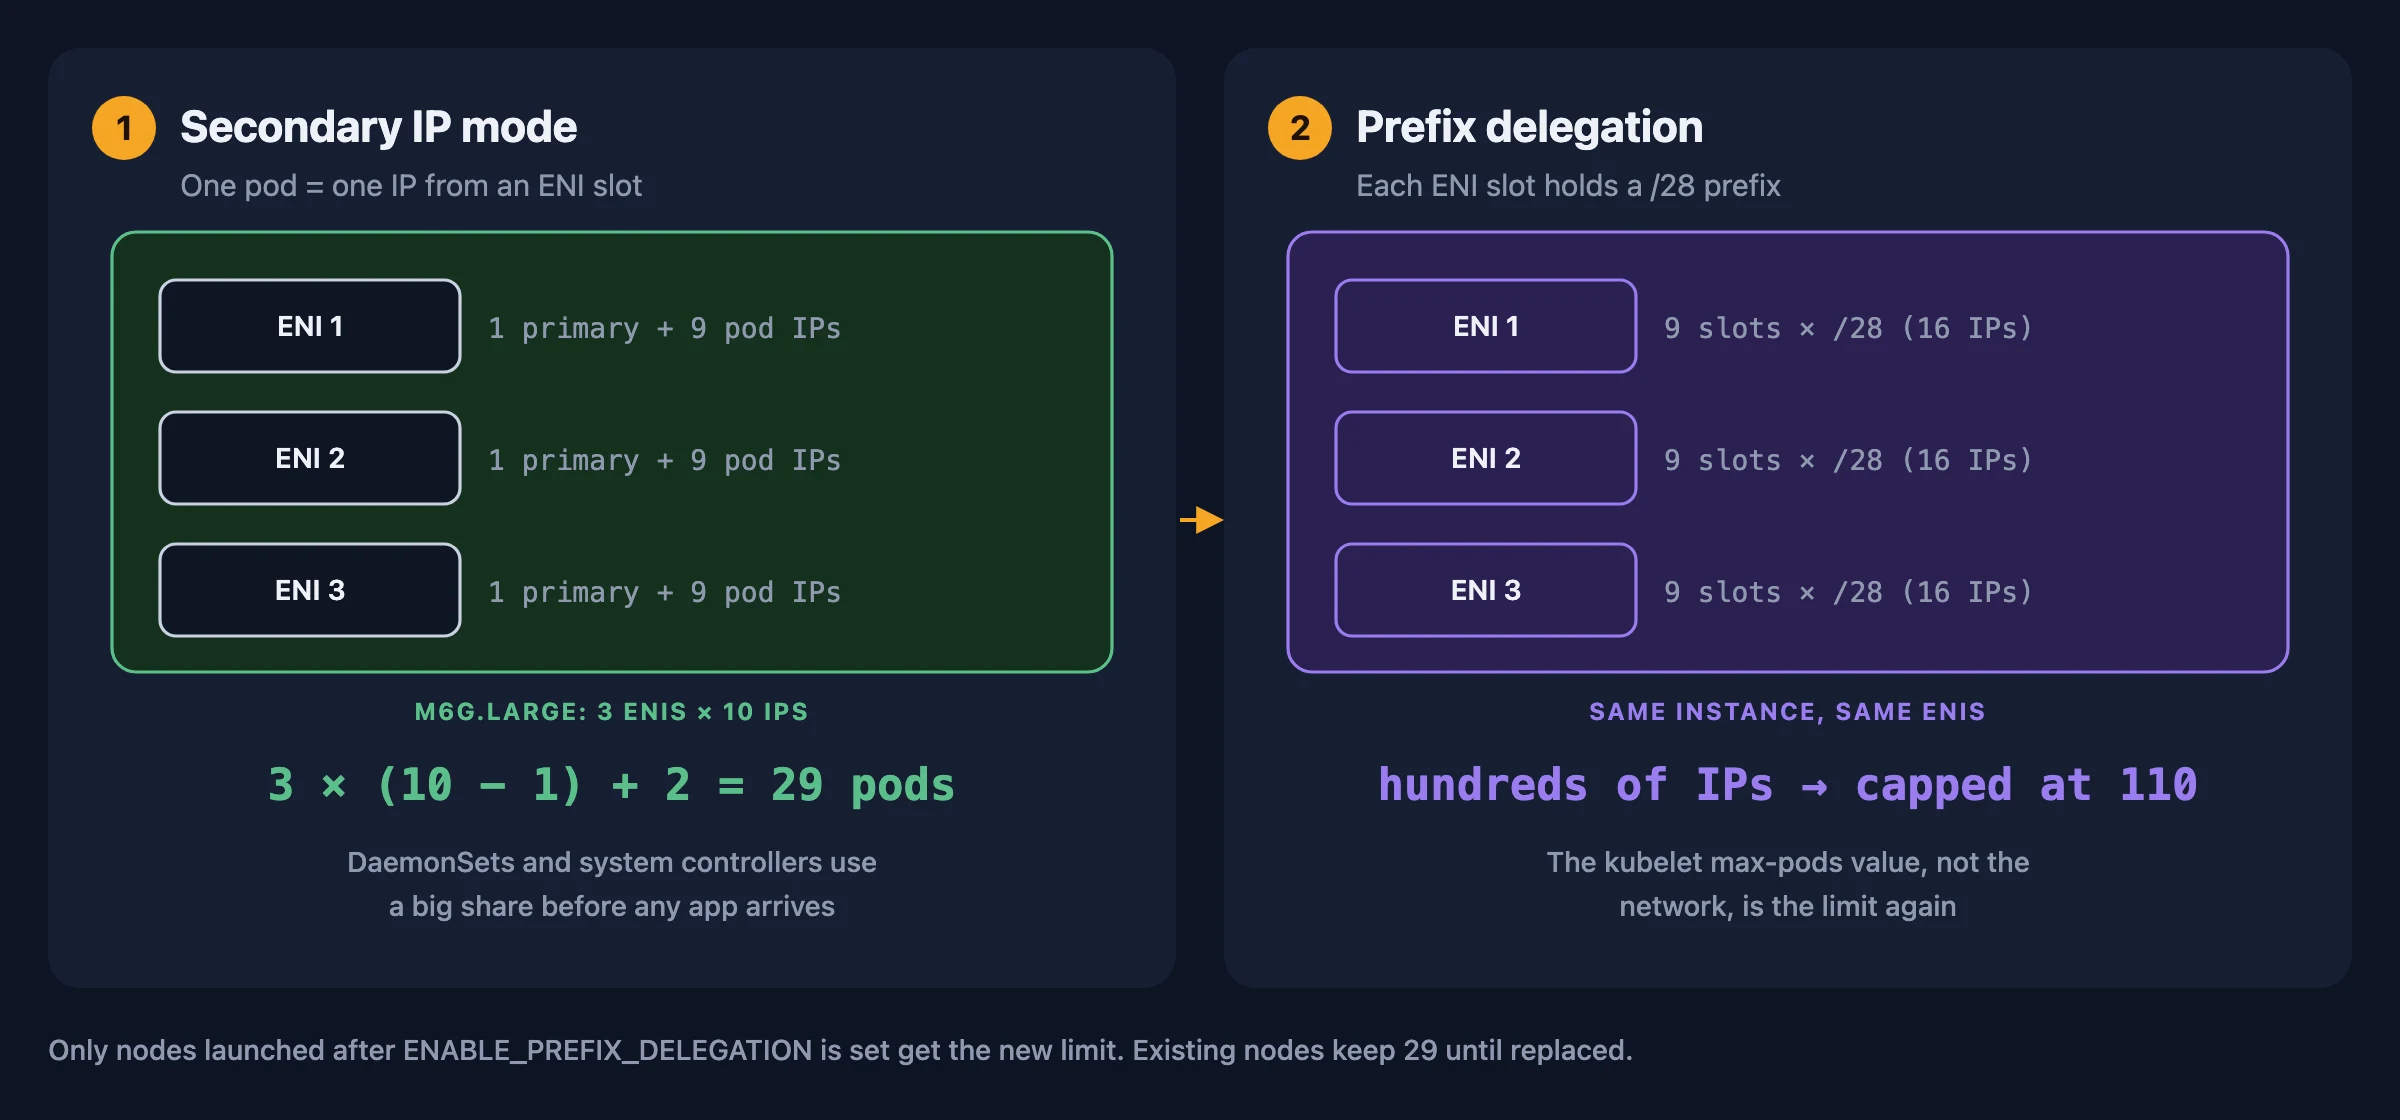 1
Secondary IP mode
One pod = one IP from an ENI slot
ENI 1
1 primary + 9 pod IPs
ENI 2
1 primary + 9 pod IPs
ENI 3
1 primary + 9 pod IPs
M6G.LARGE: 3 ENIS × 10 IPS
3 × (10 − 1) + 2 = 29 pods
DaemonSets and system controllers use
a big share before any app arrives
2
Prefix delegation
Each ENI slot holds a /28 prefix
ENI 1
9 slots × /28 (16 IPs)
ENI 2
9 slots × /28 (16 IPs)
ENI 3
9 slots × /28 (16 IPs)
SAME INSTANCE, SAME ENIS
hundreds of IPs → capped at 110
The kubelet max-pods value, not the
network, is the limit again
Only nodes launched after ENABLE_PREFIX_DELEGATION is set get the new limit. Existing nodes keep 29 until replaced.